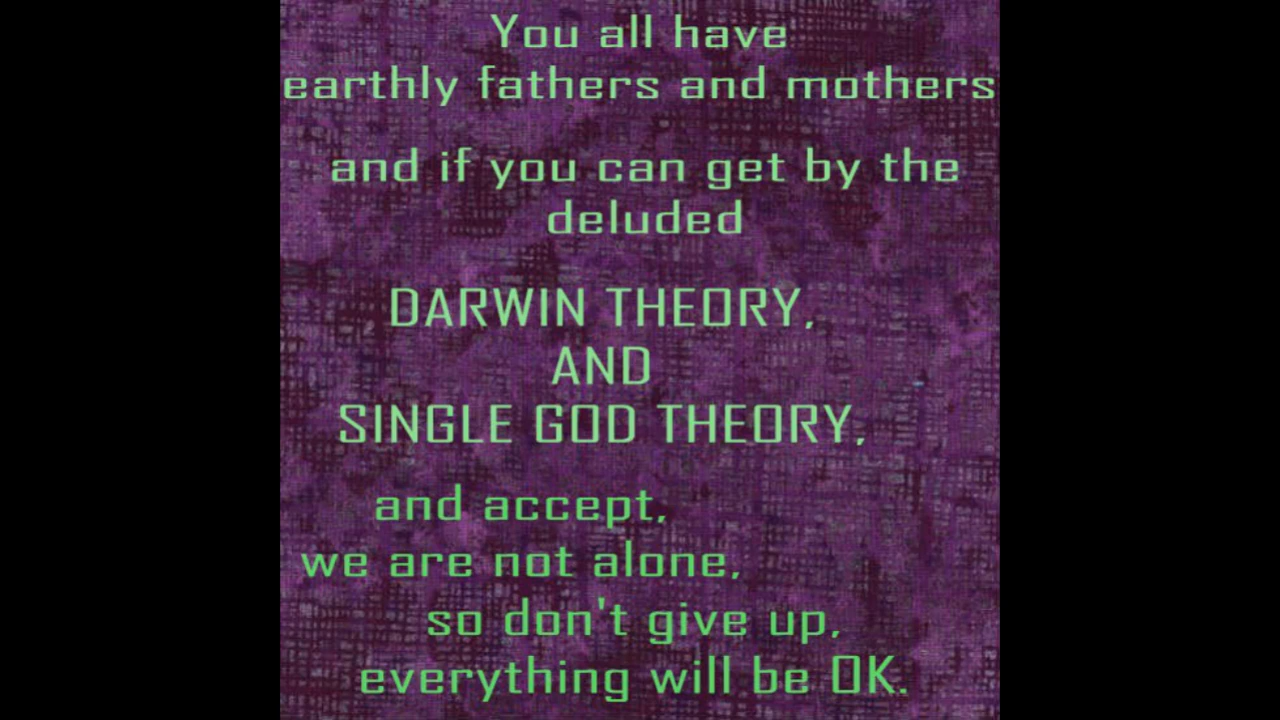 You all have
earthly fathers and mothers
and if you can get by the
deluded
DARWIN THEORY,
AND
SINGLE GOD THEORY,
and accept,
we are not alone,
so don't give up,
everything will be OK.